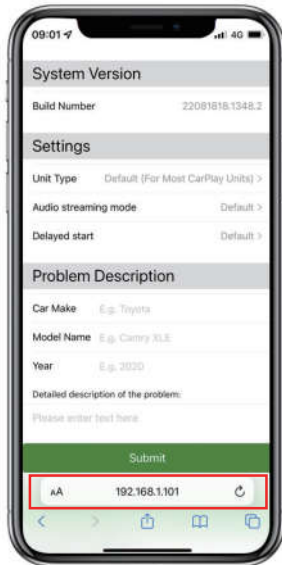 09:01 4G
System Version
Build Number 22081818.1348.2
Settings
Unit Type Default (For Most CarPlay Units) >
Audio streaming mode Default >
Delayed start Default >
Problem Description
Car Make E.g. Toyota
Model Name E.g. Camry XLE
Year E.g. 2020
Detailed description of the problem:
Please enter text here
Submit
AA 192.168.1.101